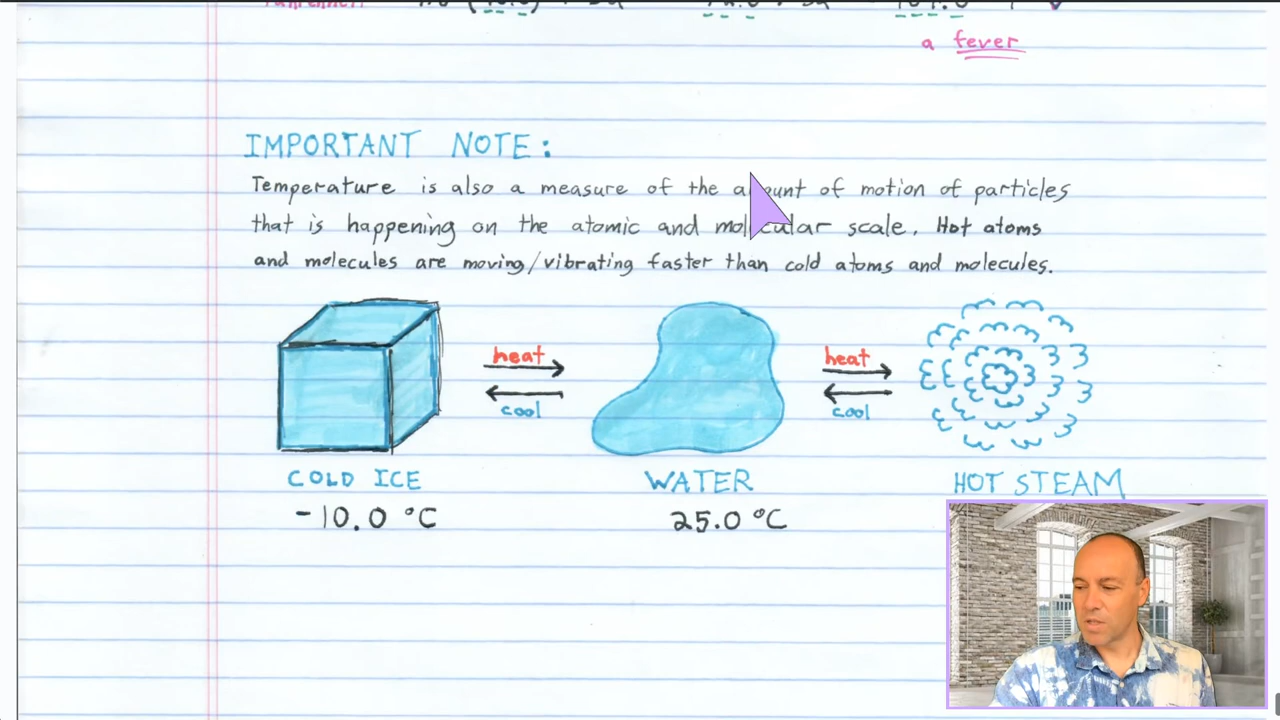 a fever
IMPORTANT NOTE:
Temperature is also a measure of the amount of motion of particles
that is happening on the atomic and molecular scale. Hot atoms
and molecules are moving/vibrating faster than cold atoms and molecules.
heat heat
cool cool
COLD ICE WATER HOT STEAM
-10.0 °C 25.0 °C